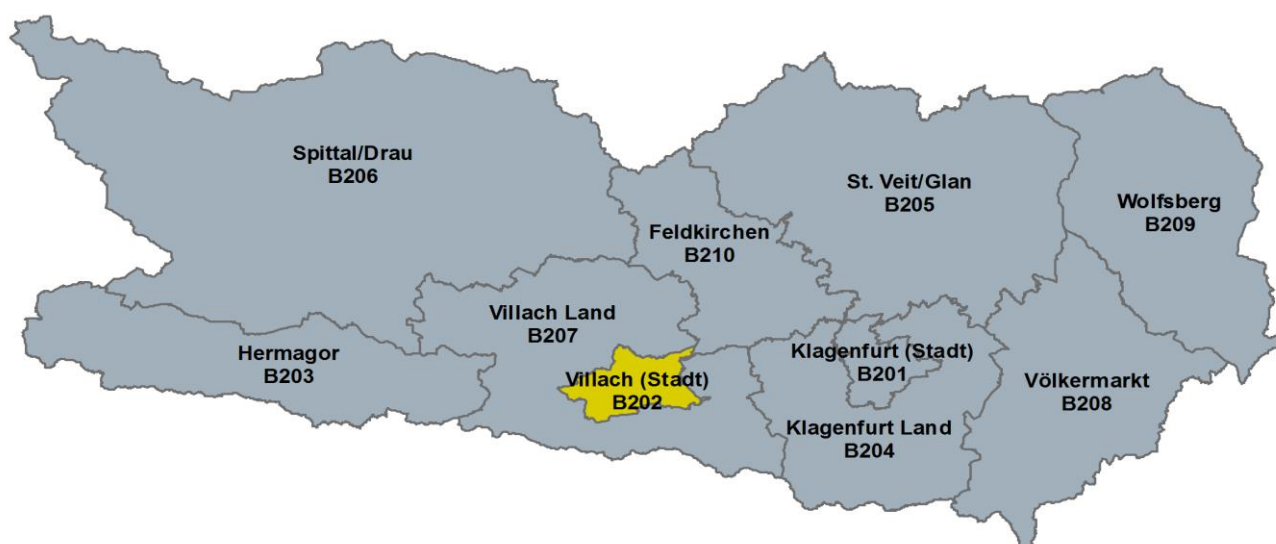 Spittal/Drau
B206
St. Veit/Glan
B205
Wolfsberg
B209
Feldkirchen
B210
Villach Land
B207
Hermagor
B203
Villach (Stadt)
B202
Klagenfurt (Stadt)
B201
Völkermarkt
B208
Klagenfurt Land
B204